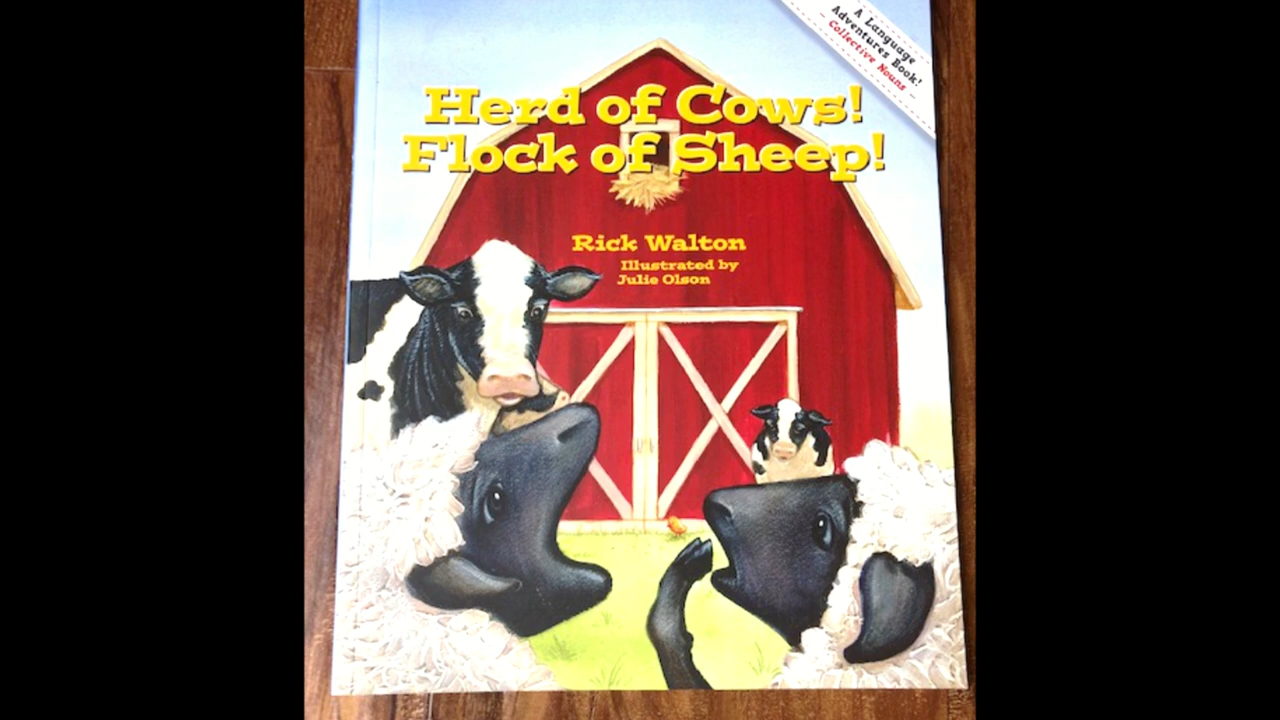 A Language
Adventures Book!
~ Collective Nouns ~
Herd of Cows!
Flock of Sheep!
Rick Walton
Illustrated by
Julie Olson